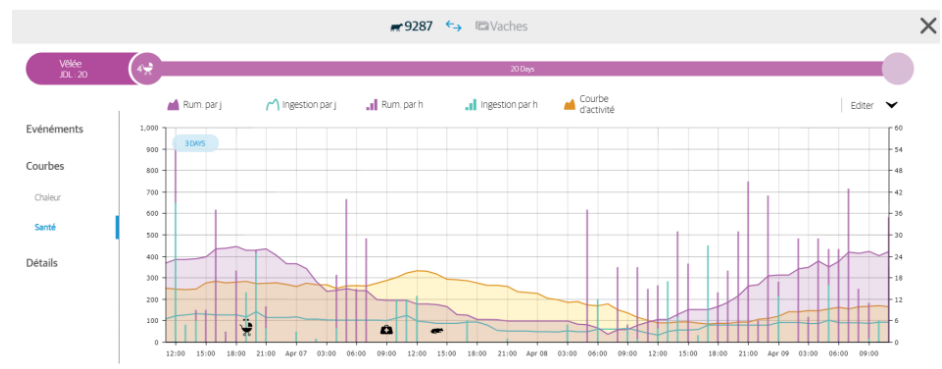 9287 Vaches
Vêlée
JDL : 20
20 Days
Rum. par j
Ingestion par j
Rum. par h
Ingestion par h
Courbe
d'activité
Editer
Evénéments
Courbes
Chaleur
Santé
Détails
3 DAYS
1,000
900
800
700
600
500
400
300
200
100
0
60
54
48
42
36
30
24
18
12
6
0
12:00 15:00 18:00 21:00 Apr 07 03:00 06:00 09:00 12:00 15:00 18:00 21:00 Apr 08 03:00 06:00 09:00 12:00 15:00 18:00 21:00 Apr 09 03:00 06:00 09:00